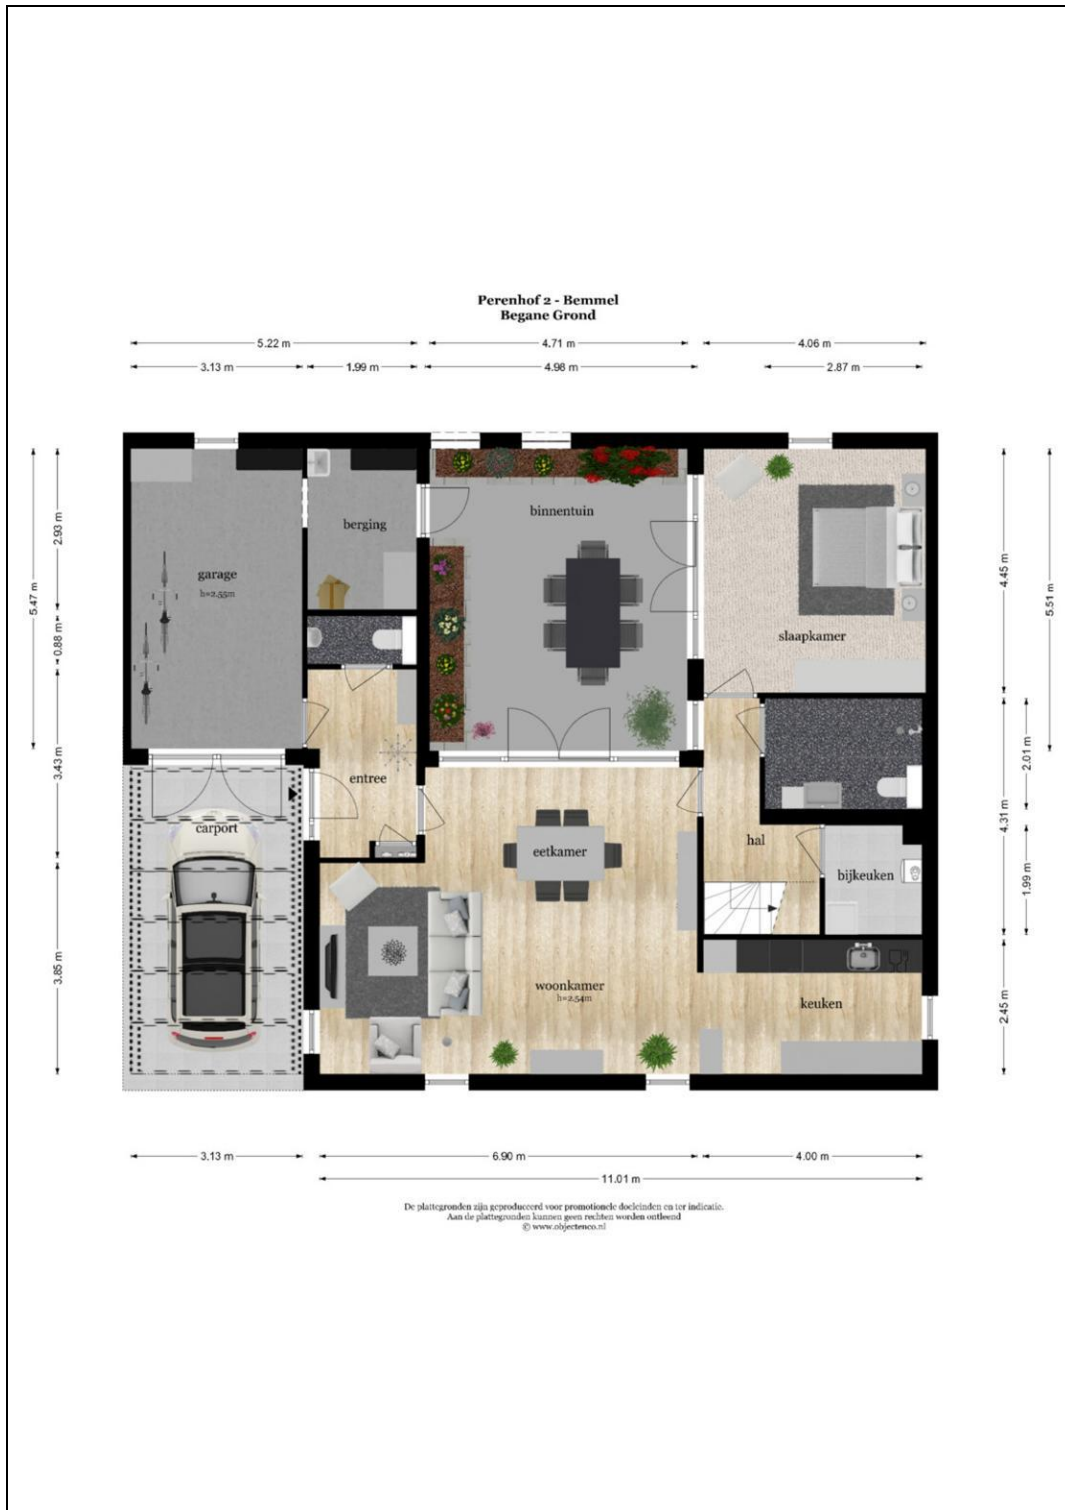 Perenhof 2 - Bemmel
Begane Grond
5.22 m
4.71 m
4.06 m
3.13 m
1.99 m
4.98 m
2.87 m
5.47 m
2.93 m
0.88 m
3.43 m
3.85 m
4.45 m
5.51 m
2.01 m
4.31 m
1.99 m
2.45 m
binnentuin
berging
garage
h=2.55m
slaapkamer
entree
carport
eetkamer
hal
bijkeuken
woonkamer
h=2.54m
keuken
3.13 m
6.90 m
4.00 m
11.01 m
De plattegronden zijn geproduceerd voor promotionele doeleinden en ter indicatie.
Aan de plattegrunden kunnen geen rechten worden ontleend
© www.objectenco.nl